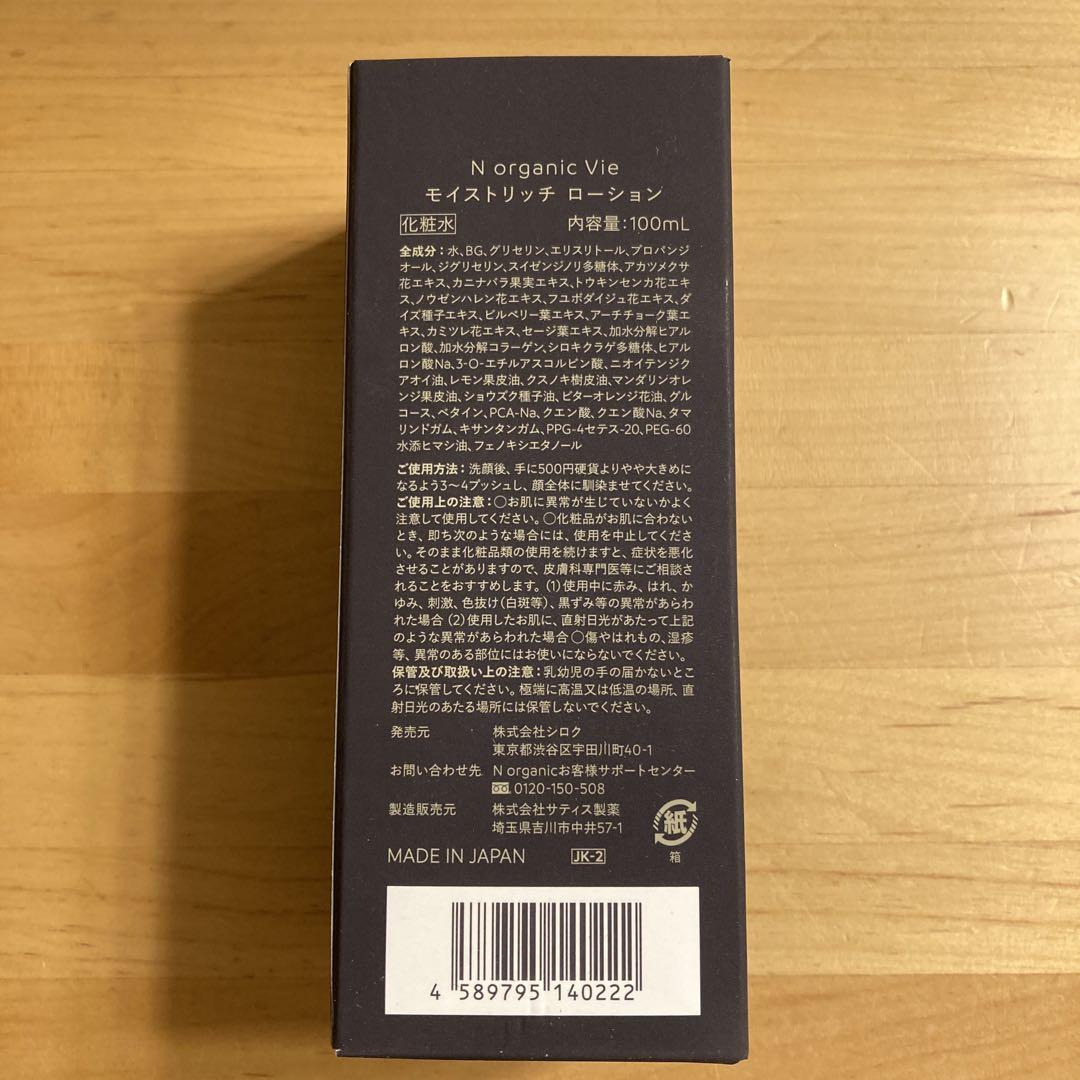 N organic Vie
モイストリッチ ローション
化粧水 内容量:100mL
全成分:水、BG、グリセリン、エリスリトール、プロパンジ
オール、ジグリセリン、スイゼンジノリ多糖体、アカツメクサ
花エキス、カニナバラ果実エキス、トウキンセンカ花エキ
ス、ノウゼンハレン花エキス、フユボダイジュ花エキス、ダ
イズ種子エキス、ビルベリー葉エキス、アーチチョーク葉エ
キス、カミツレ花エキス、セージ葉エキス、加水分解ヒアル
ロン酸、加水分解コラーゲン、シロキクラゲ多糖体、ヒアル
ロン酸Na、3-O-エチルアスコルビン酸、ニオイテンジク
アオイ油、レモン果皮油、クスノキ樹皮油、マンダリンオレ
ンジ果皮油、ショウズク種子油、ビターオレンジ花油、グル
コース、ベタイン、PCA-Na、クエン酸、クエン酸Na、タマ
リンドガム、キサンタンガム、PPG-4セテス-20、PEG-60
水添ヒマシ油、フェノキシエタノール
ご使用方法:洗顔後、手に500円硬貨よりやや大きめに
なるよう3〜4プッシュし、顔全体に馴染ませてください。
ご使用上の注意:○お肌に異常が生じていないかよく
注意して使用してください。○化粧品がお肌に合わない
とき、即ち次のような場合には、使用を中止してくださ
い。そのまま化粧品類の使用を続けますと、症状を悪化
させることがありますので、皮膚科専門医等にご相談さ
れることをおすすめします。(1)使用中に赤み、はれ、か
ゆみ、刺激、色抜け(白斑等)、黒ずみ等の異常があらわ
れた場合(2)使用したお肌に、直射日光があたって上記
のような異常があらわれた場合○傷やはれもの、湿疹
等、異常のある部位にはお使いにならないでください。
保管及び取扱い上の注意:乳幼児の手の届かないとこ
ろに保管してください。極端に高温又は低温の場所、直
射日光のあたる場所には保管しないでください。
発売元 株式会社シロク
東京都渋谷区宇田川町40-1
お問い合わせ先 N organicお客様サポートセンター
0120-150-508
製造販売元 株式会社サティス製薬
埼玉県吉川市中井57-1
紙
箱
MADE IN JAPAN JK-2
4 589795 140222